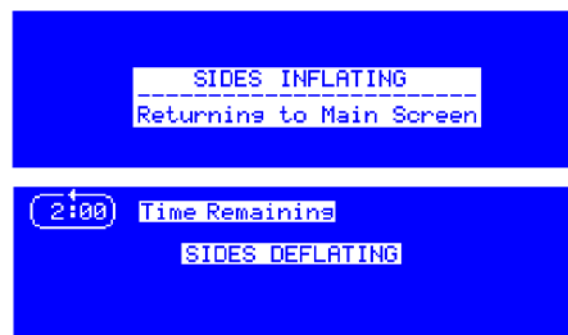 SIDES INFLATING
Returning to Main Screen
2:00 Time Remaining
SIDES DEFLATING